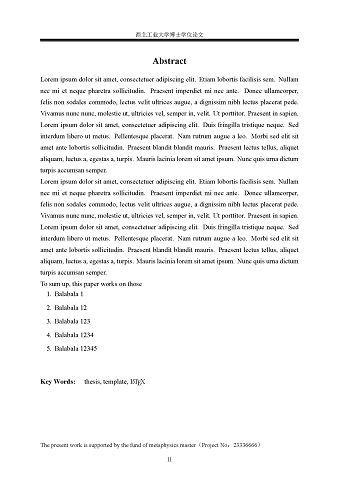 西北工业大学博士学位论文
Abstract
Lorem ipsum dolor sit amet, consectetuer adipiscing elit. Etiam lobortis facilisis sem. Nullam
nec mi et neque pharetra sollicitudin. Praesent imperdiet mi nec ante. Donec ullamcorper,
felis non sodales commodo, lectus velit ultrices augue, a dignissim nibh lectus placerat pede.
Vivamus nunc nunc, molestie ut, ultricies vel, semper in, velit. Ut porttitor. Praesent in sapien.
Lorem ipsum dolor sit amet, consectetuer adipiscing elit. Duis fringilla tristique neque. Sed
interdum libero ut metus. Pellentesque placerat. Nam rutrum augue a leo. Morbi sed elit sit
amet ante lobortis sollicitudin. Praesent blandit blandit mauris. Praesent lectus tellus, aliquet
aliquam, luctus a, egestas a, turpis. Mauris lacinia lorem sit amet ipsum. Nunc quis urna dictum
turpis accumsan semper.
Lorem ipsum dolor sit amet, consectetuer adipiscing elit. Etiam lobortis facilisis sem. Nullam
nec mi et neque pharetra sollicitudin. Praesent imperdiet mi nec ante. Donec ullamcorper,
felis non sodales commodo, lectus velit ultrices augue, a dignissim nibh lectus placerat pede.
Vivamus nunc nunc, molestie ut, ultricies vel, semper in, velit. Ut porttitor. Praesent in sapien.
Lorem ipsum dolor sit amet, consectetuer adipiscing elit. Duis fringilla tristique neque. Sed
interdum libero ut metus. Pellentesque placerat. Nam rutrum augue a leo. Morbi sed elit sit
amet ante lobortis sollicitudin. Praesent blandit blandit mauris. Praesent lectus tellus, aliquet
aliquam, luctus a, egestas a, turpis. Mauris lacinia lorem sit amet ipsum. Nunc quis urna dictum
turpis accumsan semper.
To sum up, this paper works on those
1. Balabala 1
2. Balabala 12
3. Balabala 123
4. Balabala 1234
5. Balabala 12345
Key Words: thesis, template, LATEX
The present work is supported by the fund of metaphysics master（Project No：23336666）
II